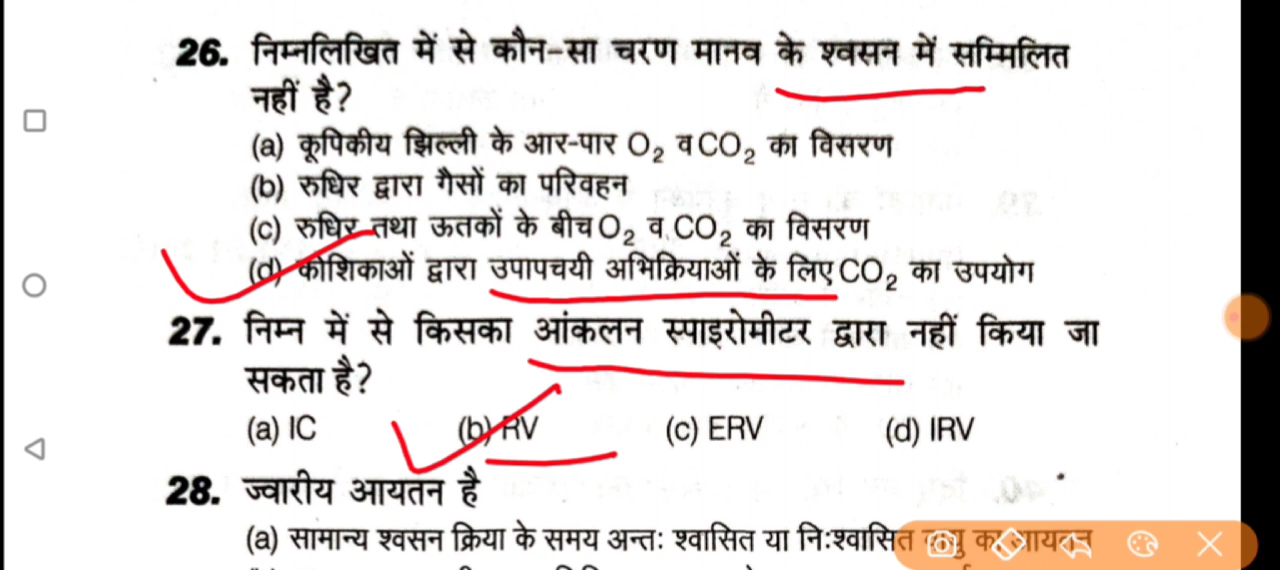 26. निम्नलिखित में से कौन-सा चरण मानव के श्वसन में सम्मिलित
नहीं है?
(a) कूपिकीय झिल्ली के आर-पार O₂ व CO₂ का विसरण
(b) रुधिर द्वारा गैसों का परिवहन
(c) रुधिर तथा ऊतकों के बीच O₂ व CO₂ का विसरण
(d) कोशिकाओं द्वारा उपापचयी अभिक्रियाओं के लिए CO₂ का उपयोग
27. निम्न में से किसका आंकलन स्पाइरोमीटर द्वारा नहीं किया जा
सकता है?
(a) IC (b) RV (c) ERV (d) IRV
28. ज्वारीय आयतन है
(a) सामान्य श्वसन क्रिया के समय अन्तः श्वासित या निःश्वासित वायु का आयतन